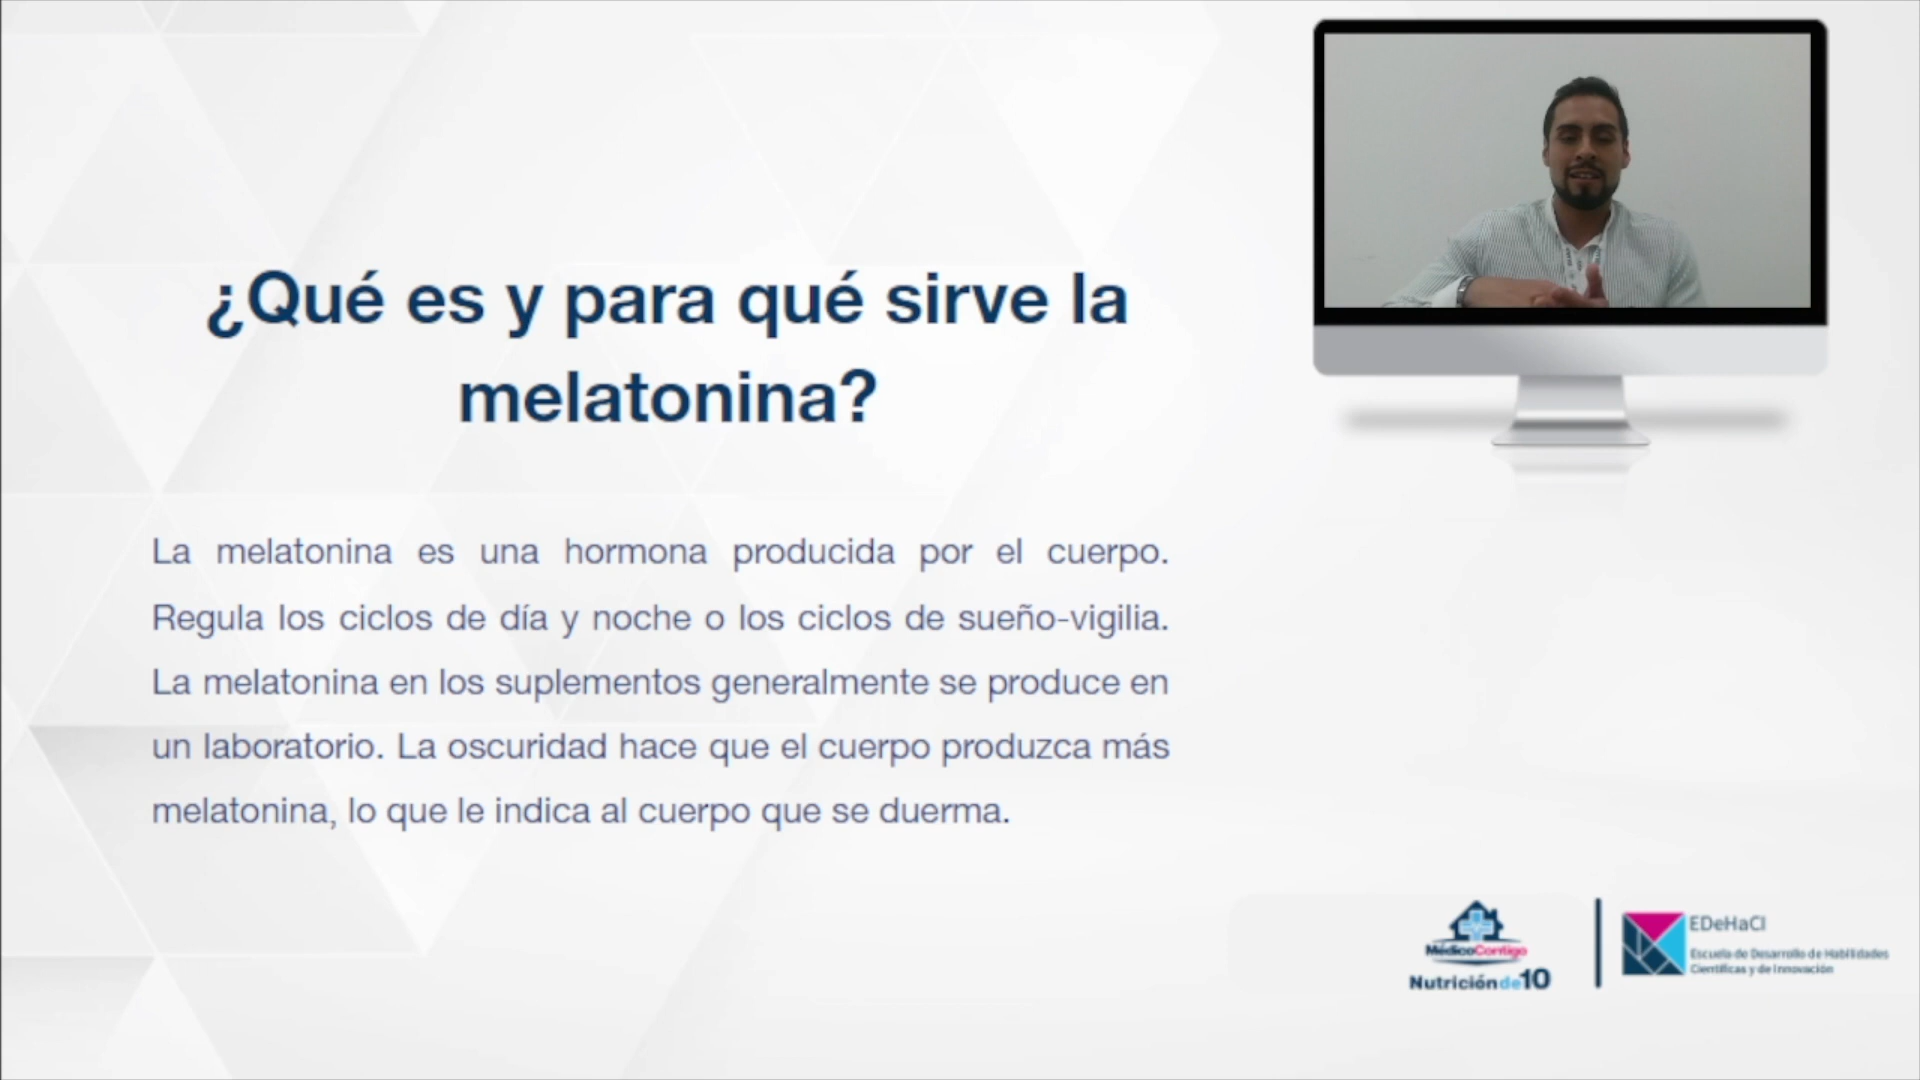 ¿Qué es y para qué sirve la
melatonina?
La melatonina es una hormona producida por el cuerpo.
Regula los ciclos de día y noche o los ciclos de sueño-vigilia.
La melatonina en los suplementos generalmente se produce en
un laboratorio. La oscuridad hace que el cuerpo produzca más
melatonina, lo que le indica al cuerpo que se duerma.
MédicoContigo
Nutriciónde10
EDeHaCI
Escuela de Desarrollo de Habilidades
Científicas y de Innovación